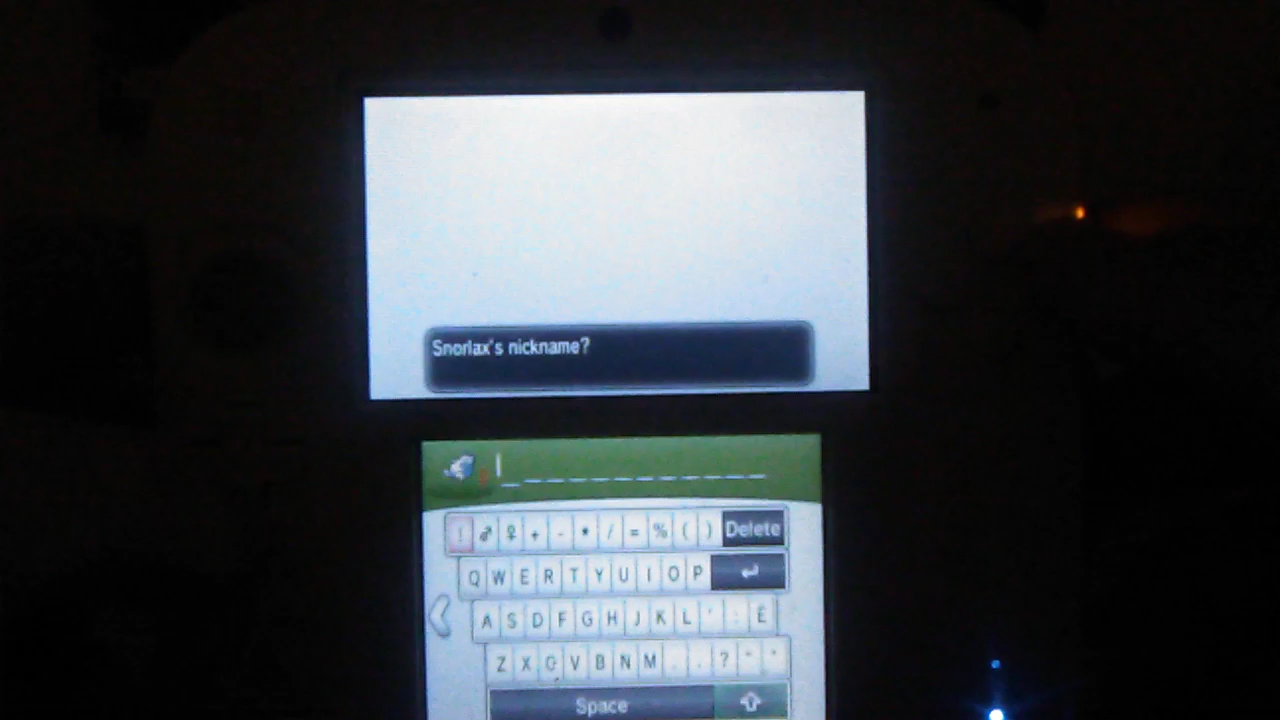 Snorlax's nickname?
! ♂ ♀ + - * / = % ( ) Delete
Q W E R T Y U I O P
A S D F G H J K L ' : É
Z X C V B N M , . ?
Space